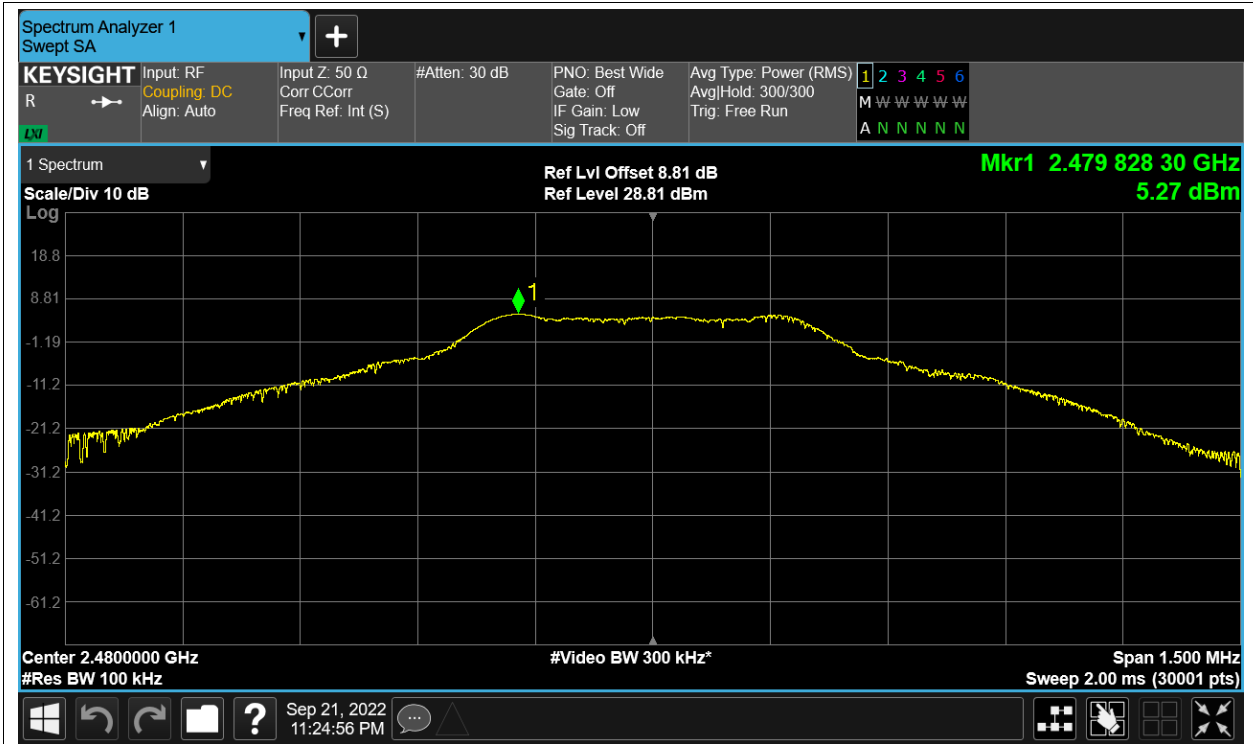 Spectrum Analyzer 1
Swept SA
+
KEYSIGHT
R
LXI
Input: RF
Coupling: DC
Align: Auto
Input Z: 50 Ω
Corr CCorr
Freq Ref: Int (S)
#Atten: 30 dB
PNO: Best Wide
Gate: Off
IF Gain: Low
Sig Track: Off
Avg Type: Power (RMS)
Avg|Hold: 300/300
Trig: Free Run
1 2 3 4 5 6
M W W W W W
A N N N N N
1 Spectrum
Scale/Div 10 dB
Log
Ref Lvl Offset 8.81 dB
Ref Level 28.81 dBm
Mkr1 2.479 828 30 GHz
5.27 dBm
18.8
8.81
1
-1.19
-11.2
-21.2
-31.2
-41.2
-51.2
-61.2
Center 2.4800000 GHz
#Video BW 300 kHz*
Span 1.500 MHz
#Res BW 100 kHz
Sweep 2.00 ms (30001 pts)
?
Sep 21, 2022
11:24:56 PM